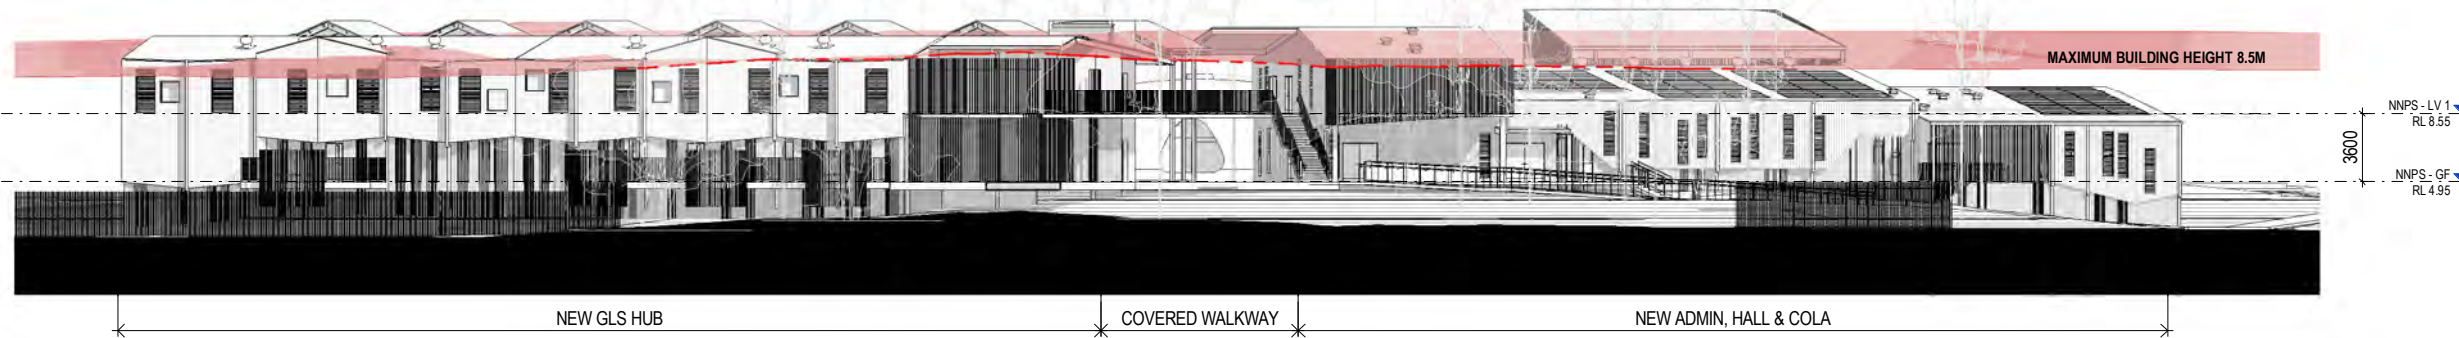 MAXIMUM BUILDING HEIGHT 8.5M
NNPS - LV 1
RL 8.55
3600
NNPS - GF
RL 4.95
NEW GLS HUB
COVERED WALKWAY
NEW ADMIN, HALL & COLA